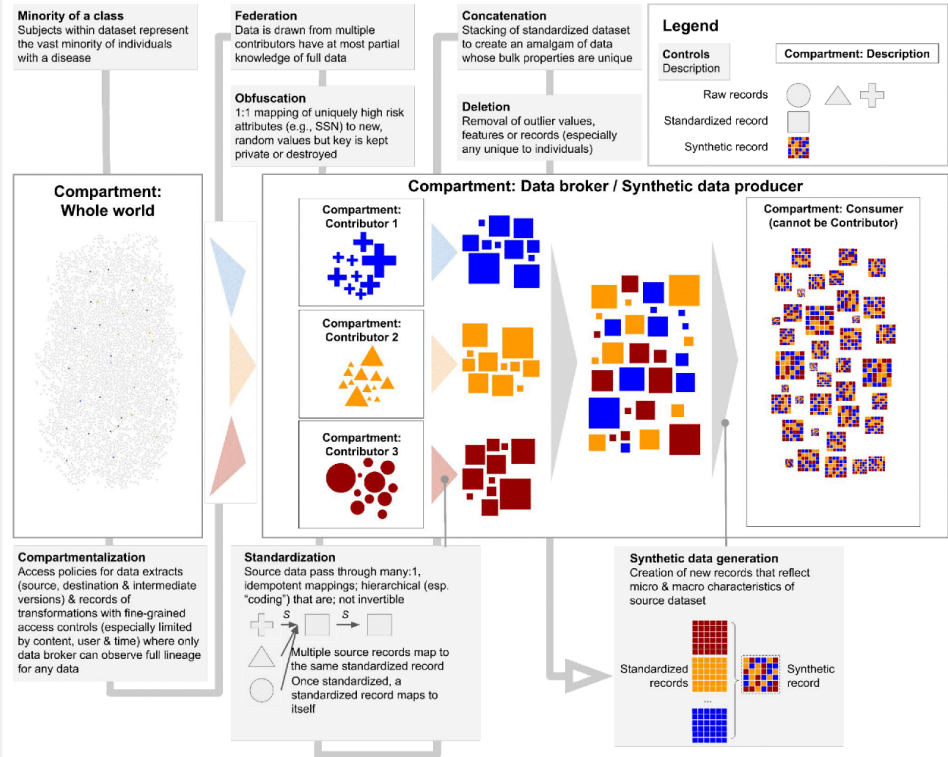 Minority of a class
Subjects within dataset represent
the vast minority of individuals
with a disease
Federation
Data is drawn from multiple
contributors have at most partial
knowledge of full data
Obfuscation
1:1 mapping of uniquely high risk
attributes (e.g., SSN) to new,
random values but key is kept
private or destroyed
Concatenation
Stacking of standardized dataset
to create an amalgam of data
whose bulk properties are unique
Deletion
Removal of outlier values,
features or records (especially
any unique to individuals)
Legend
Controls
Description
Compartment: Description
Raw records
Standardized record
Synthetic record
Compartment:
Whole world
Compartment: Data broker / Synthetic data producer
Compartment:
Contributor 1
Compartment:
Contributor 2
Compartment:
Contributor 3
Compartment: Consumer
(cannot be Contributor)
Compartmentalization
Access policies for data extracts
(source, destination & intermediate
versions) & records of
transformations with fine-grained
access controls (especially limited
by content, user & time) where only
data broker can observe full lineage
for any data
Standardization
Source data pass through many:1,
idempotent mappings; hierarchical (esp.
“coding”) that are; not invertible
S
S
Multiple source records map to
the same standardized record
Once standardized, a
standardized record maps to
itself
Synthetic data generation
Creation of new records that reflect
micro & macro characteristics of
source dataset
Standardized
records
...
Synthetic
record